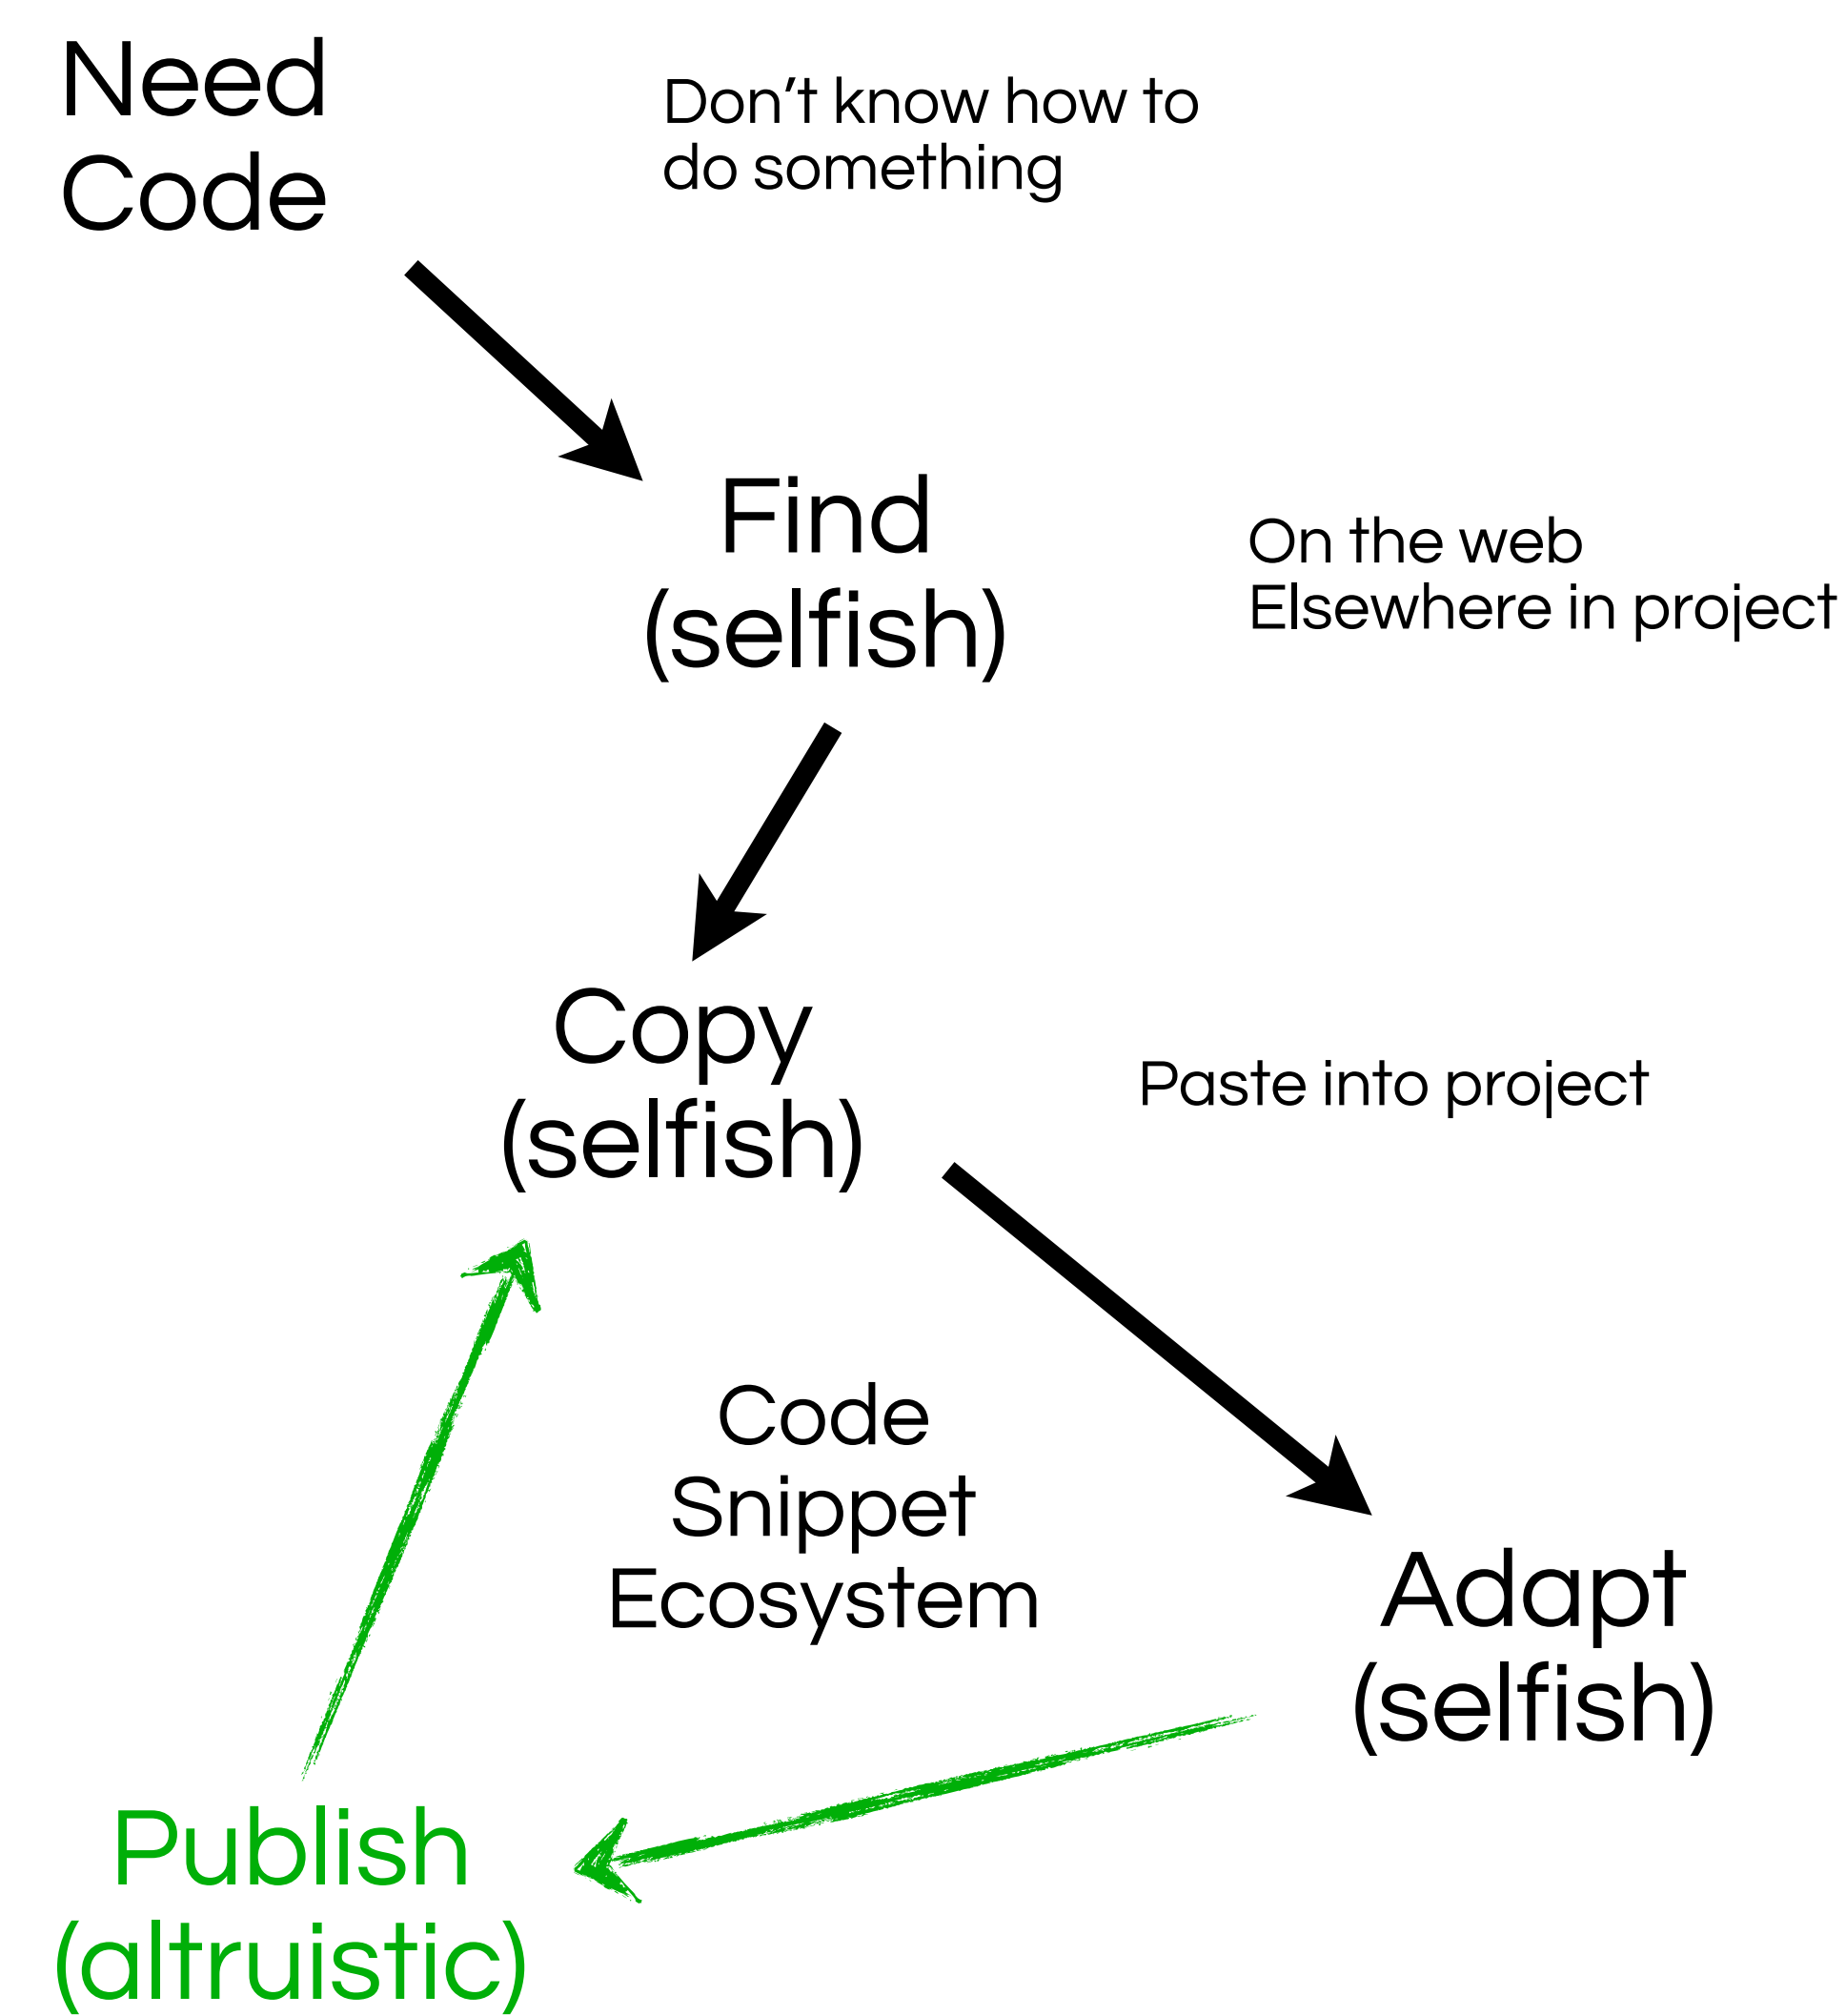 Need
Code
Don't know how to
do something
Find
(selfish)
On the web
Elsewhere in project
Copy
(selfish)
Paste into project
Code
Snippet
Ecosystem
Adapt
(selfish)
Publish
(altruistic)